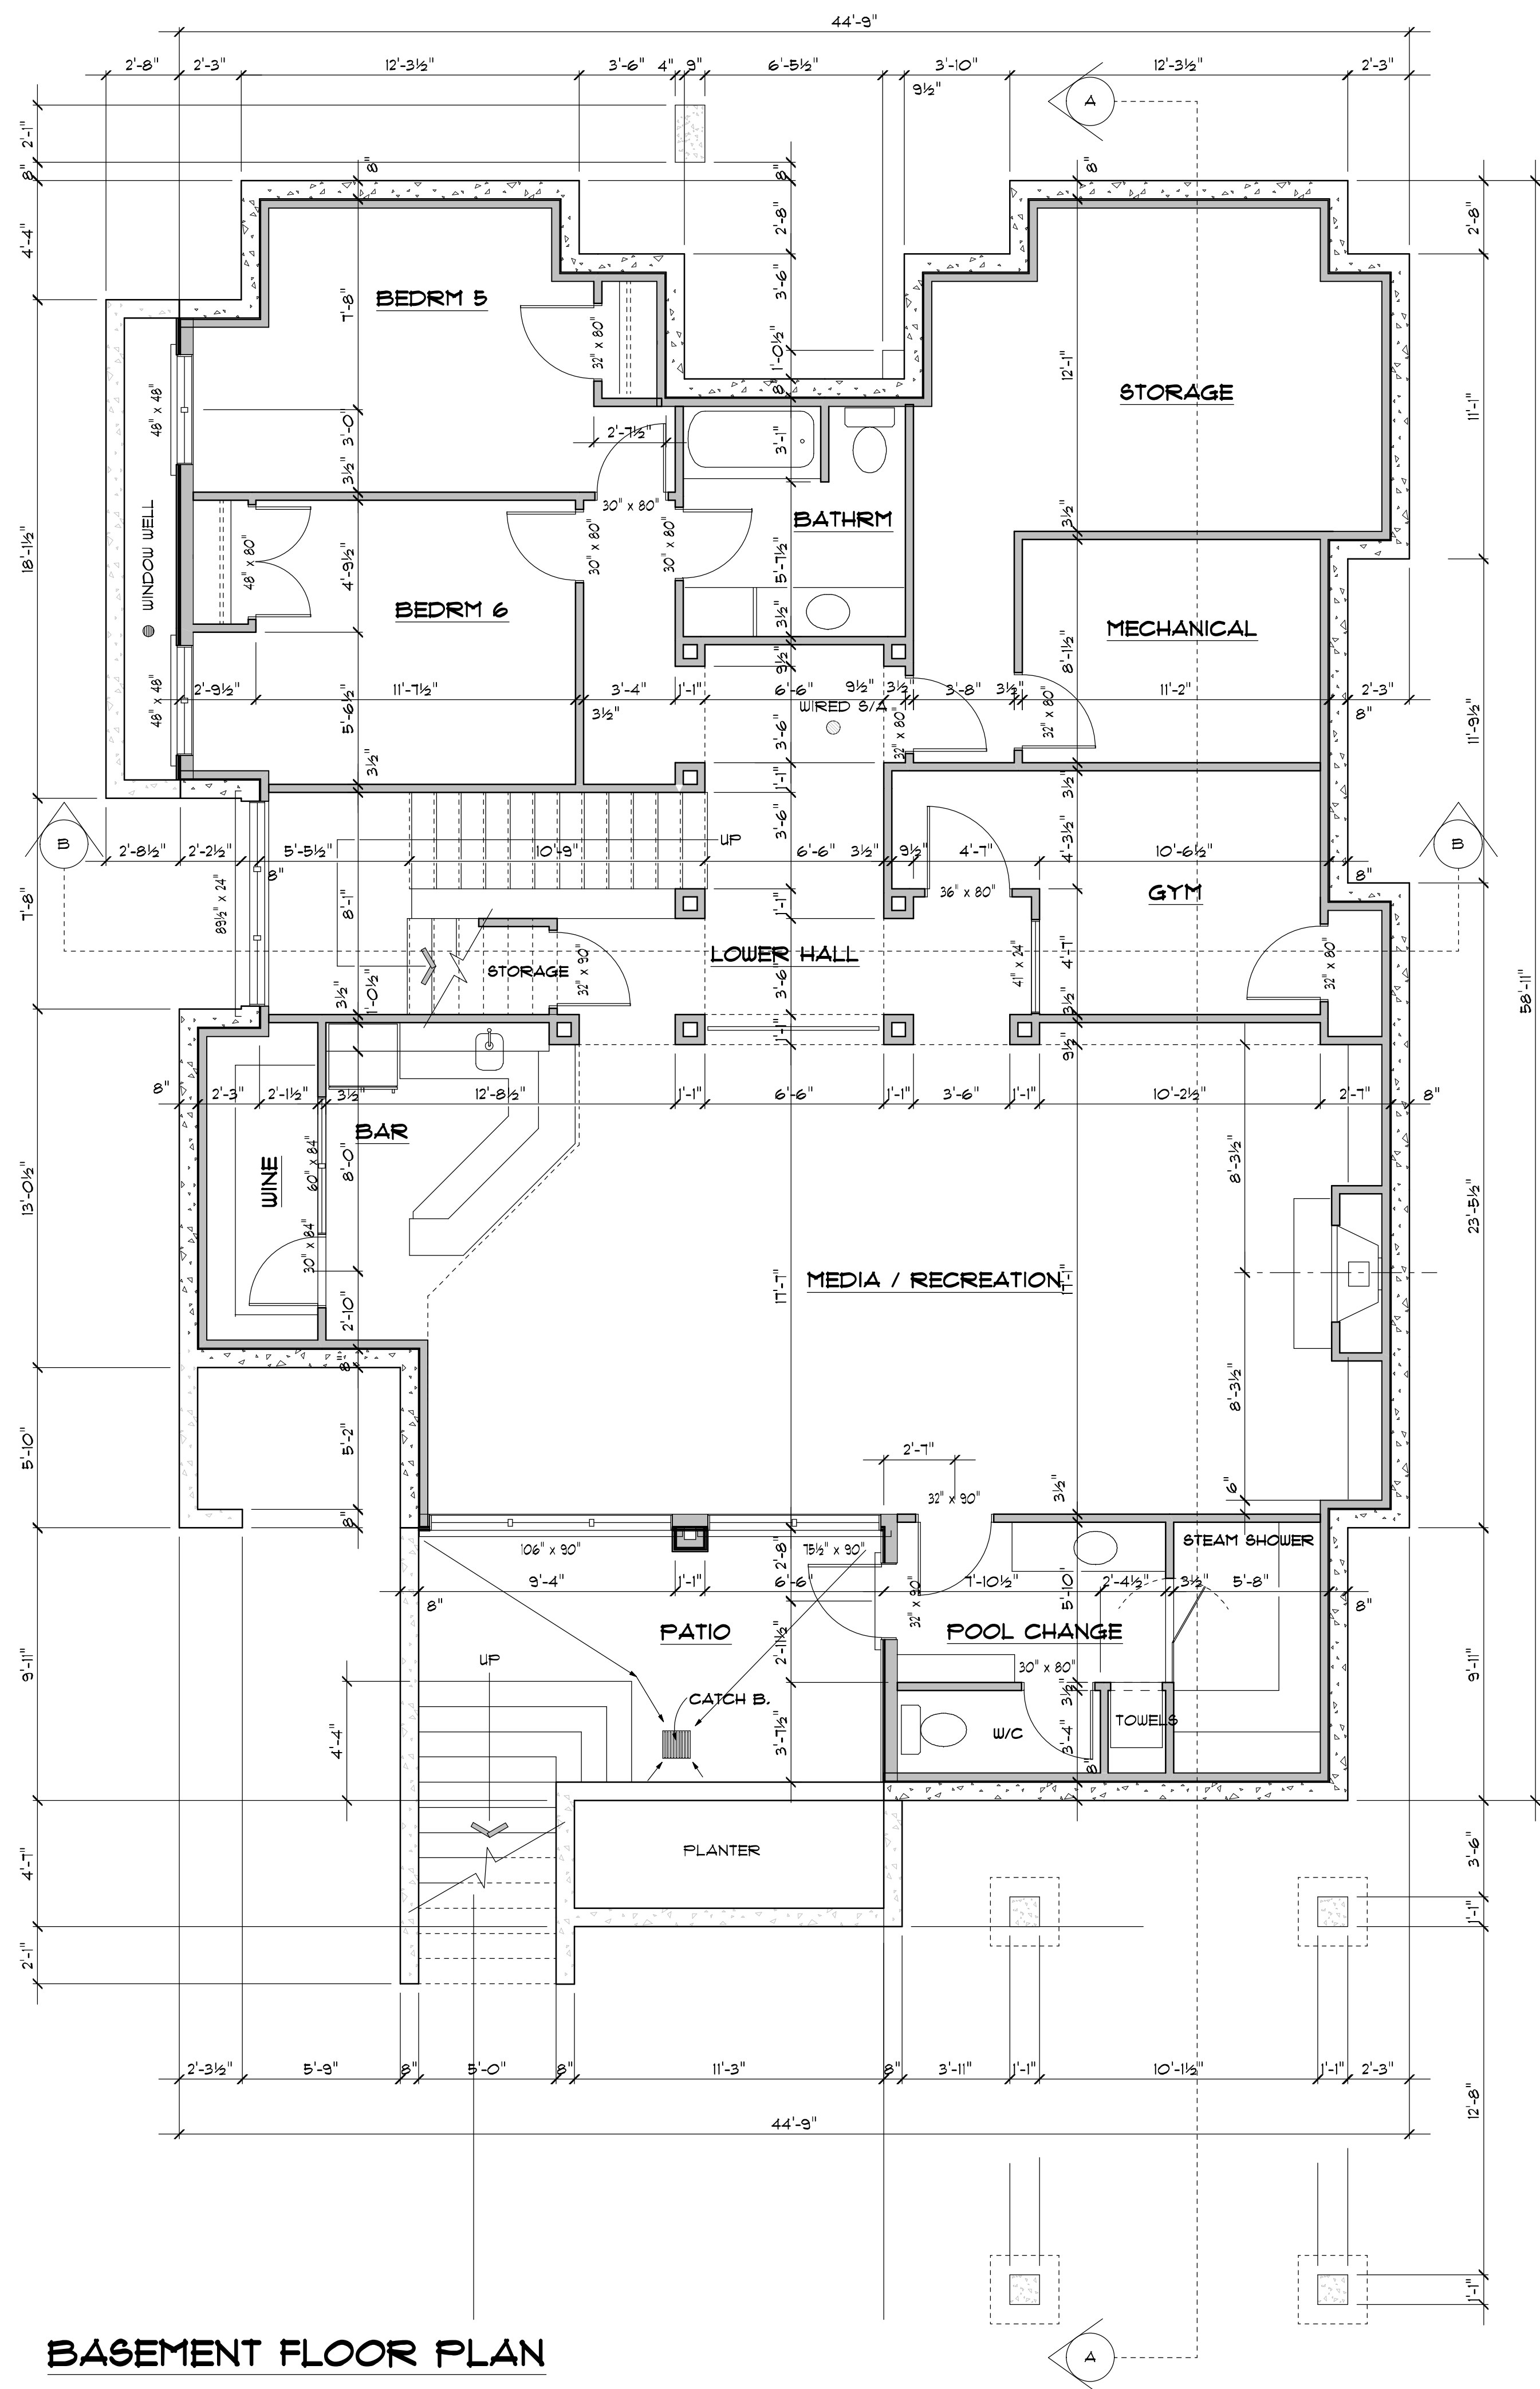 44'-9"
2'-8" 2'-3" 12'-3½" 3'-6" 4" 9" 6'-5½" 3'-10" 12'-3½" 2'-3"
9½"
A
2'-1"
8"
8"
8"
8"
4'-4"
2'-8"
2'-8"
BEDRM 5
7'-8"
32" x 80"
3'-6"
1'-0½"
8"
12'-1"
STORAGE
11'-1"
48" x 48"
3'-0"
2'-7½"
3'-1"
3½"
30" x 80"
BATHRM
3½"
18'-1½"
WINDOW WELL
48" x 80"
4'-9½"
30" x 80"
30" x 80"
5'-7½"
BEDRM 6
3½"
MECHANICAL
8'-1½"
9½"
48" x 48"
2'-9½" 11'-7½" 3'-4" 1'-1" 6'-6" 9½" 3½" 3'-8" 3½" 11'-2" 2'-3"
5'-6½"
3½"
WIRED S/A
8"
32" x 80"
32" x 80"
11'-9½"
3'-6"
3½"
1'-1"
3½"
B
UP
3'-6"
B
2'-8½" 2'-2½" 5'-5½" 10'-9" 6'-6" 3½" 9½" 4'-7" 10'-6½"
4'-3½"
8"
8"
7'-8"
89½" x 24"
8'-1"
36" x 80"
GYM
1'-1"
LOWER HALL
STORAGE
32" x 90"
41" x 24"
4'-7"
32" x 80"
3'-6"
58'-11"
3½"
1'-0½"
3½"
1'-1"
9½"
8" 2'-3" 2'-1½" 3½" 12'-8½" 1'-1" 6'-6" 1'-1" 3'-6" 1'-1" 10'-2½" 2'-7" 8"
BAR
WINE
60" x 84"
8'-0"
8'-3½"
13'-0½"
23'-5½"
30" x 84"
MEDIA / RECREATION
17'-7"
17'-1"
2'-10"
8"
8'-3½"
5'-10"
5'-2"
2'-7"
32" x 90"
3½"
6"
8"
106" x 90"
75½" x 90"
2'-8"
STEAM SHOWER
9'-4" 1'-1" 6'-6" 7'-10½" 2'-4½" 3½" 5'-8"
8"
32" x 90"
5'-10"
8"
PATIO
POOL CHANGE
2'-11½"
9'-11"
9'-11"
UP
30" x 80"
CATCH B.
3½"
W/C
TOWELS
4'-4"
3'-7½"
3'-4"
8"
PLANTER
4'-7"
3'-6"
1'-1"
2'-1"
2'-3½" 5'-9" 8" 5'-0" 8" 11'-3" 8" 3'-11" 1'-1" 10'-1½" 1'-1" 2'-3"
12'-8"
44'-9"
1'-1"
BASEMENT FLOOR PLAN
A